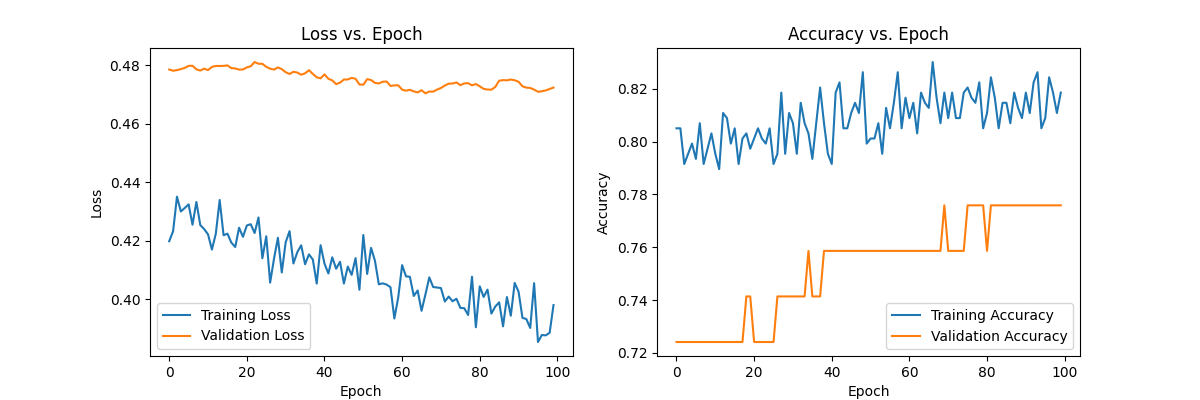 Loss vs. Epoch
Loss
0.48
0.46
0.44
0.42
0.40
Training Loss
Validation Loss
0
20
40
60
80
100
Epoch
Accuracy vs. Epoch
Accuracy
0.82
0.80
0.78
0.76
0.74
0.72
Training Accuracy
Validation Accuracy
0
20
40
60
80
100
Epoch